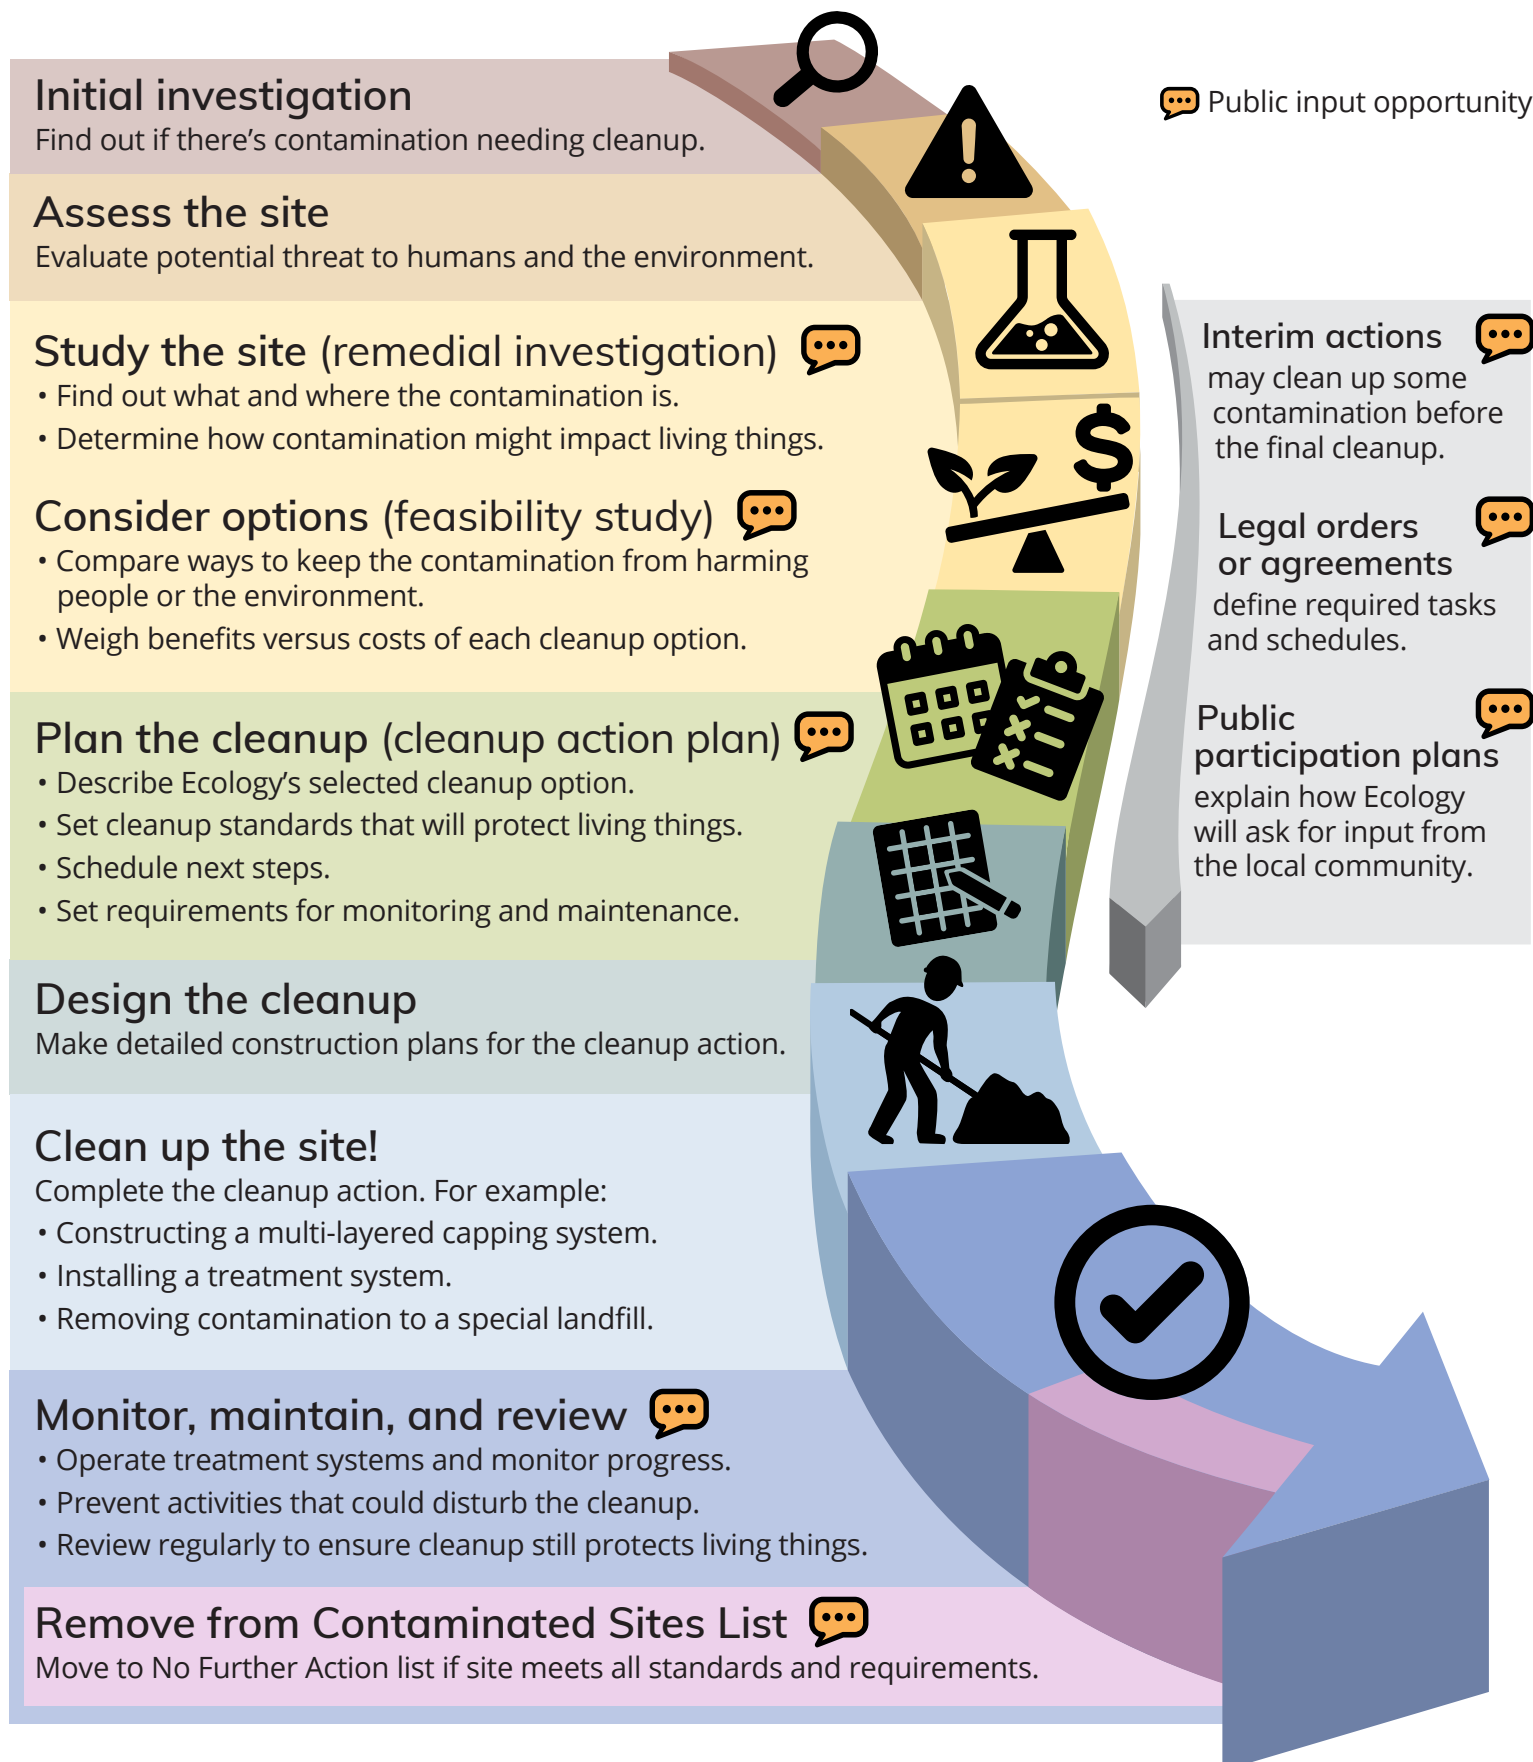 Initial investigation
Find out if there's contamination needing cleanup.
Assess the site
Evaluate potential threat to humans and the environment.
Study the site (remedial investigation)
• Find out what and where the contamination is.
• Determine how contamination might impact living things.
Consider options (feasibility study)
• Compare ways to keep the contamination from harming
people or the environment.
• Weigh benefits versus costs of each cleanup option.
Plan the cleanup (cleanup action plan)
• Describe Ecology's selected cleanup option.
• Set cleanup standards that will protect living things.
• Schedule next steps.
• Set requirements for monitoring and maintenance.
Design the cleanup
Make detailed construction plans for the cleanup action.
Clean up the site!
Complete the cleanup action. For example:
• Constructing a multi-layered capping system.
• Installing a treatment system.
• Removing contamination to a special landfill.
Monitor, maintain, and review
• Operate treatment systems and monitor progress.
• Prevent activities that could disturb the cleanup.
• Review regularly to ensure cleanup still protects living things.
Remove from Contaminated Sites List
Move to No Further Action list if site meets all standards and requirements.
Public input opportunity
Interim actions
may clean up some
contamination before
the final cleanup.
Legal orders
or agreements
define required tasks
and schedules.
Public
participation plans
explain how Ecology
will ask for input from
the local community.
$